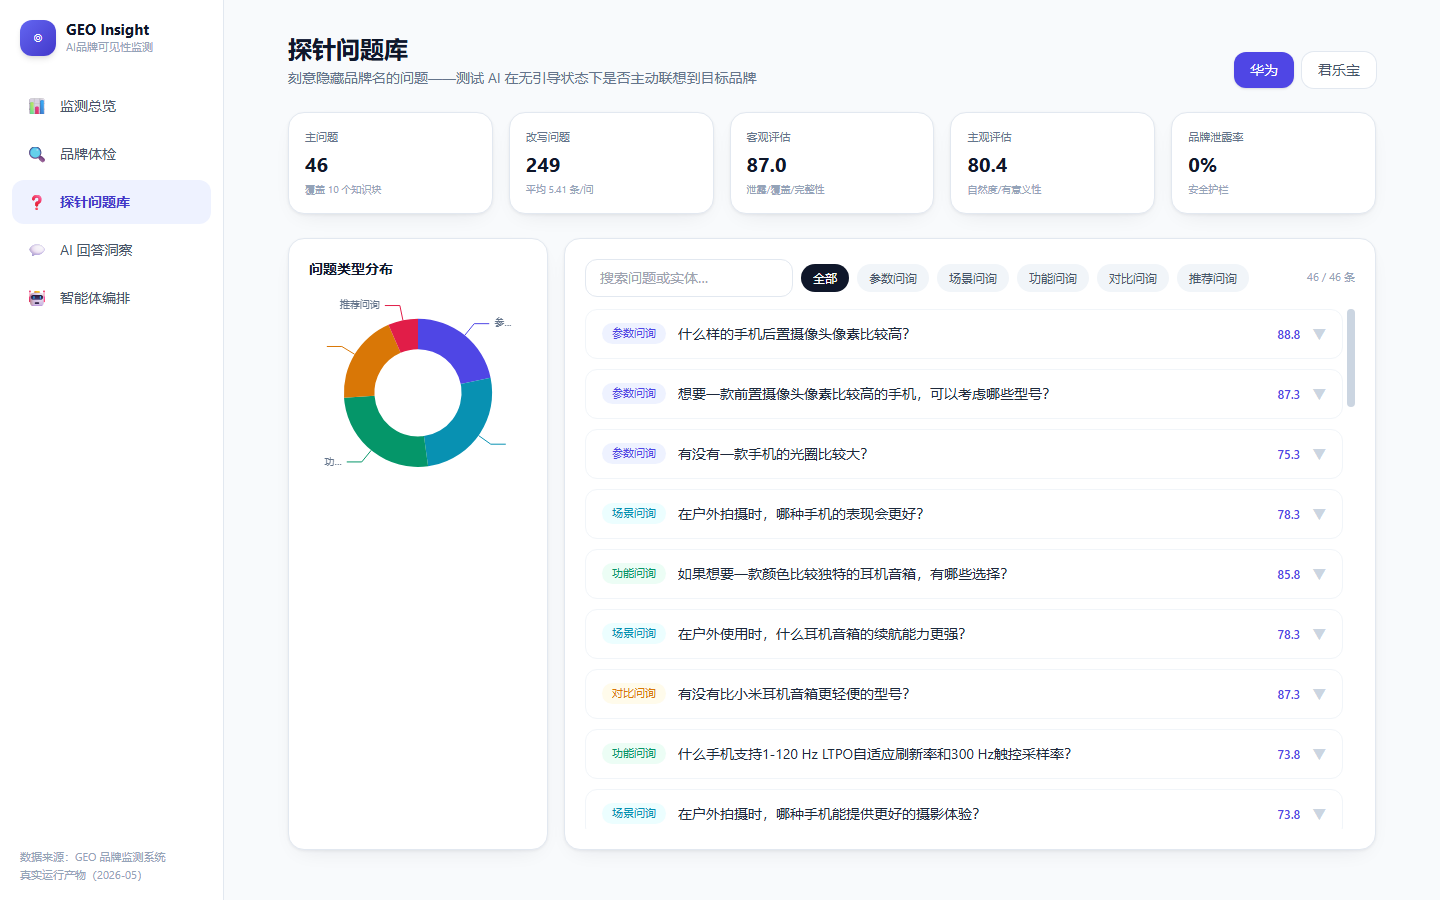 GEO Insight
AI品牌可见性监测
监测总览
品牌体检
探针问题库
AI 回答洞察
智能体编排
数据来源：GEO 品牌监测系统
真实运行产物（2026-05）
探针问题库
刻意隐藏品牌名的问题——测试 AI 在无引导状态下是否主动联想到目标品牌
华为
君乐宝
主问题
46
覆盖 10 个知识块
改写问题
249
平均 5.41 条/问
客观评估
87.0
泄露/覆盖/完整性
主观评估
80.4
自然度/有意义性
品牌泄露率
0%
安全护栏
问题类型分布
推荐问询
参...
功...
搜索问题或实体...
全部
参数问询
场景问询
功能问询
对比问询
推荐问询
46 / 46 条
参数问询 什么样的手机后置摄像头像素比较高？ 88.8
参数问询 想要一款前置摄像头像素比较高的手机，可以考虑哪些型号？ 87.3
参数问询 有没有一款手机的光圈比较大？ 75.3
场景问询 在户外拍摄时，哪种手机的表现会更好？ 78.3
功能问询 如果想要一款颜色比较独特的耳机音箱，有哪些选择？ 85.8
场景问询 在户外使用时，什么耳机音箱的续航能力更强？ 78.3
对比问询 有没有比小米耳机音箱更轻便的型号？ 87.3
功能问询 什么手机支持1-120 Hz LTPO自适应刷新率和300 Hz触控采样率？ 73.8
场景问询 在户外拍摄时，哪种手机能提供更好的摄影体验？ 73.8